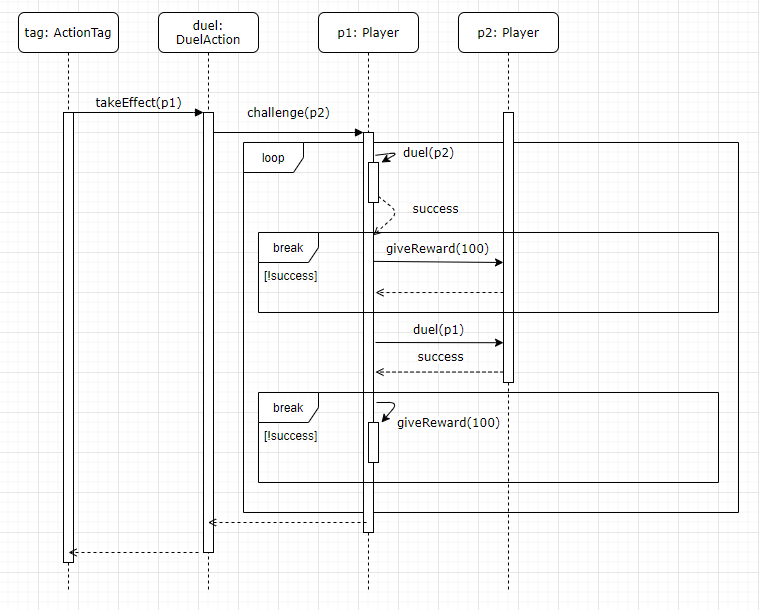 tag: ActionTag
duel:
DuelAction
p1: Player
p2: Player
takeEffect(p1)
challenge(p2)
loop
duel(p2)
success
break
giveReward(100)
[!success]
duel(p1)
success
break
giveReward(100)
[!success]